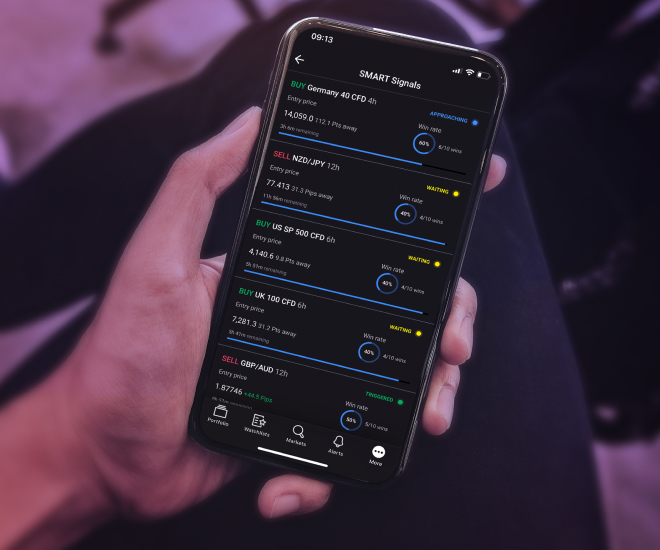 09:13
SMART Signals
BUY Germany 40 CFD 4h
APPROACHING
Entry price
Win rate
14,059.0 112.1 Pts away
60% 6/10 wins
3h 6m remaining
SELL NZD/JPY 12h
WAITING
Entry price
Win rate
77.413 31.3 Pips away
40% 4/10 wins
11h 56m remaining
BUY US SP 500 CFD 6h
WAITING
Entry price
Win rate
4,140.6 9.8 Pts away
40% 4/10 wins
5h 51m remaining
BUY UK 100 CFD 6h
WAITING
Entry price
Win rate
7,281.3 31.2 Pts away
40% 4/10 wins
5h 41m remaining
SELL GBP/AUD 12h
TRIGGERED
Entry price
Win rate
1.87746 +44.5 Pips
50% 5/10 wins
remaining
Portfolio
Watchlists
Markets
Alerts
More